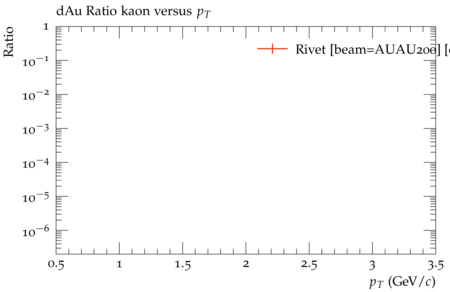 dAu Ratio kaon versus p_T
Ratio
Rivet [beam=AUAU200] [
1
10^−1
10^−2
10^−3
10^−4
10^−5
10^−6
0.5 1 1.5 2 2.5 3 3.5
p_T (GeV/c)